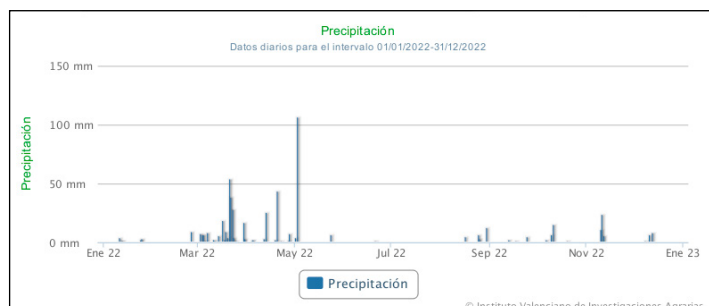 Precipitación
Datos diarios para el intervalo 01/01/2022-31/12/2022
150 mm
100 mm
50 mm
0 mm
Precipitación
Ene 22 Mar 22 May 22 Jul 22 Sep 22 Nov 22 Ene 23
Precipitación
© Instituto Valenciano de Investigaciones Agrarias